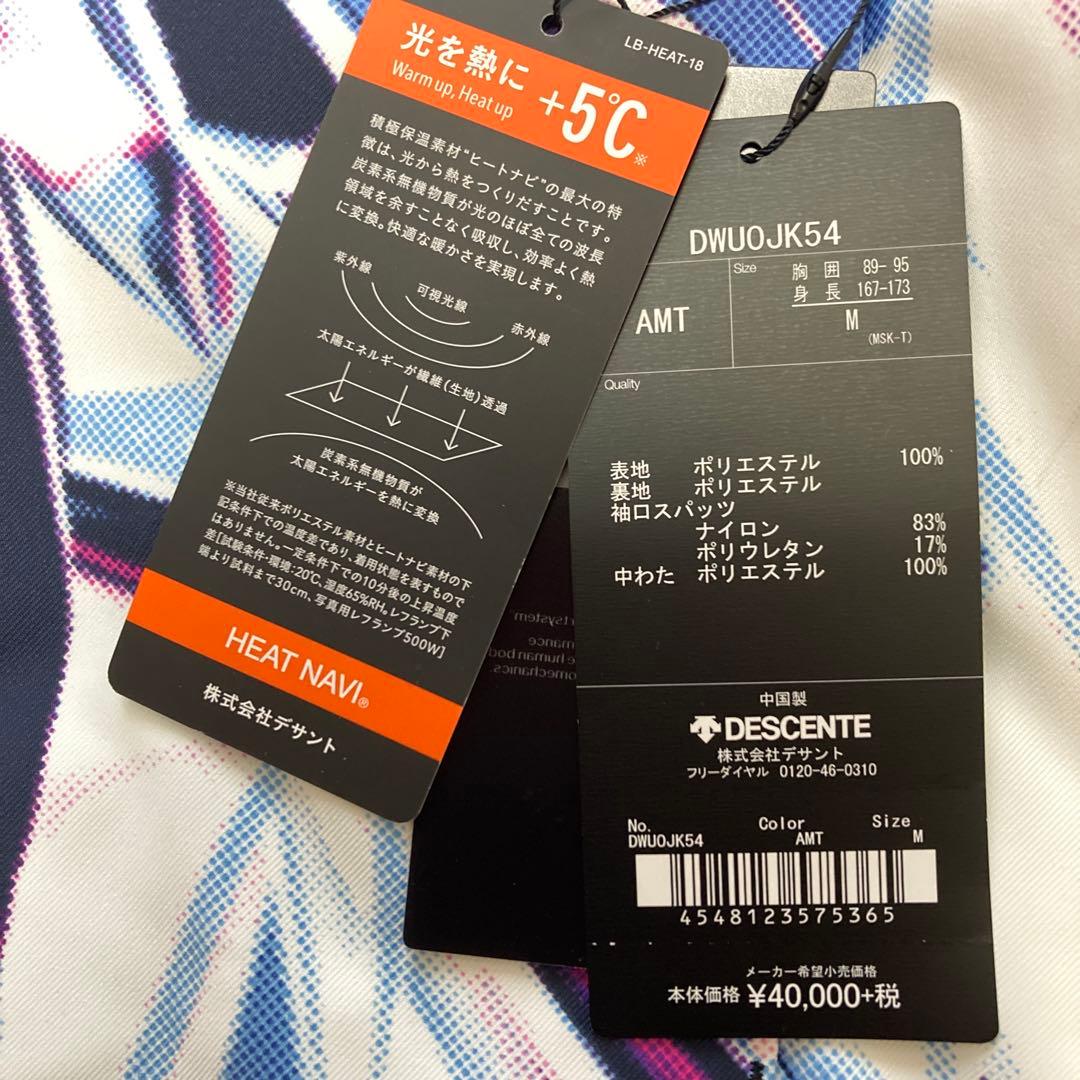 LB-HEAT-18
光を熱に
Warm up, Heat up
+5℃※
積極保温素材“ヒートナビ”の最大の特
徴は、光から熱をつくりだすことです。
炭素系無機物質が光のほぼ全ての波長
領域を余すことなく吸収し、効率よく熱
に変換。快適な暖かさを実現します。
紫外線
可視光線
赤外線
太陽エネルギーが繊維(生地)透過
炭素系無機物質が
太陽エネルギーを熱に変換
※当社従来ポリエステル素材とヒートナビ素材の下
記条件下での温度差であり、着用状態を表すもので
はありません。一定条件下での10分後の上昇温度
差[試験条件・環境:20℃、湿度65%RH。レフランプ下
端より試料まで30cm、写真用レフランプ500W]
HEAT NAVI®
株式会社デサント
DWUOJK54
AMT
Size
胸囲 89-95
身長 167-173
M
(MSK-T)
Quality
表地 ポリエステル 100%
裏地 ポリエステル
袖口スパッツ
ナイロン 83%
ポリウレタン 17%
中わた ポリエステル 100%
中国製
DESCENTE
株式会社デサント
フリーダイヤル 0120-46-0310
No. Color Size
DWUOJK54 AMT M
4548123575365
メーカー希望小売価格
本体価格 ¥40,000+税